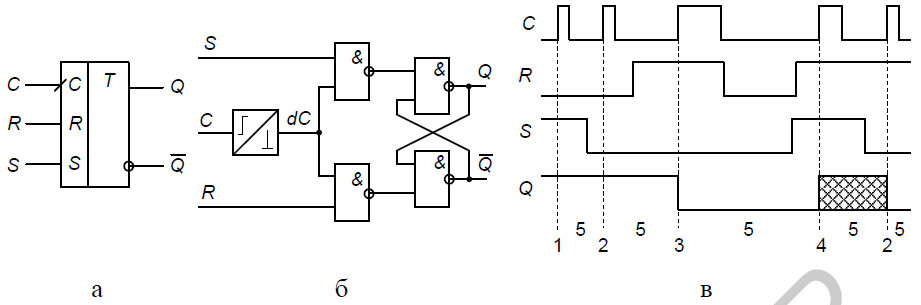 C C T Q
R R
S S Q̅
а
S & & Q
C dC
R & & Q̅
б
C
R
S
Q
5 5 5 5 5
1 2 3 4 2
в